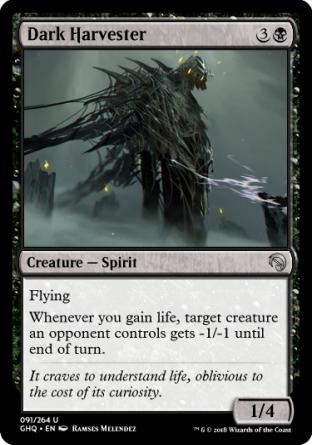 Dark Harvester 3
Creature — Spirit
Flying
Whenever you gain life, target creature
an opponent controls gets -1/-1 until
end of turn.
It craves to understand life, oblivious to
the cost of its curiosity.
1/4
091/264 U
GHQ • EN Ramses Melendez
™ & © 2018 Wizards of the Coast